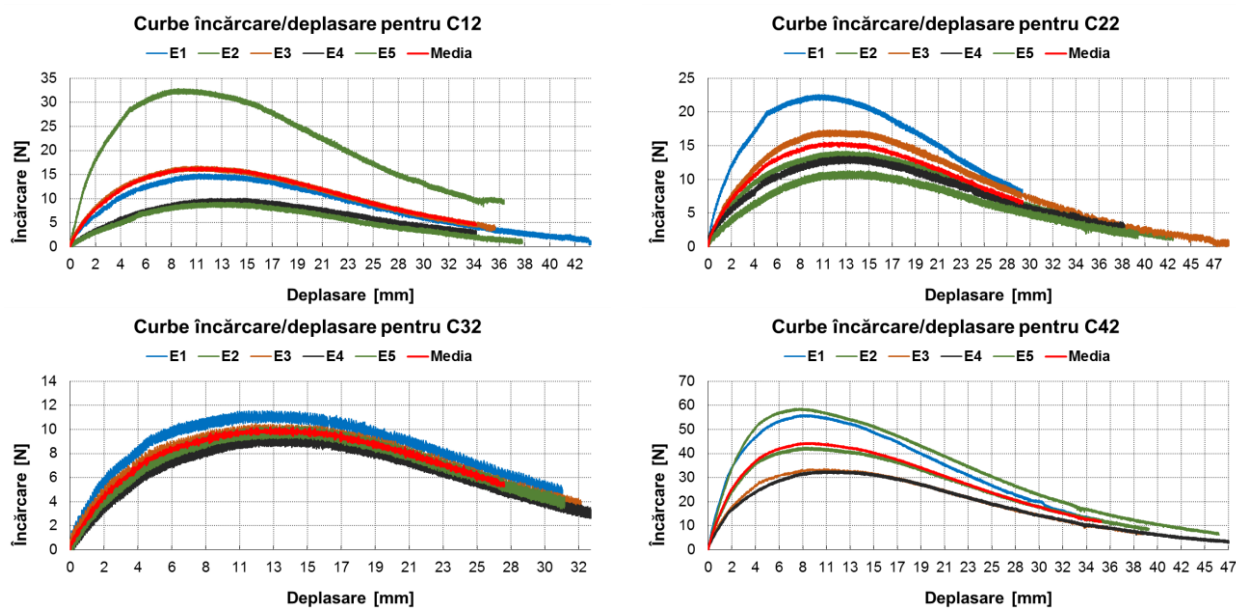 Curbe încărcare/deplasare pentru C12
E1 E2 E3 E4 E5 Media
35
30
25
20
15
10
5
0
Încărcare [N]
0 2 4 6 8 11 13 15 17 19 21 23 25 28 30 32 34 36 38 40 42
Deplasare [mm]
Curbe încărcare/deplasare pentru C22
E1 E2 E3 E4 E5 Media
25
20
15
10
5
0
Încărcare [N]
0 2 4 6 9 11 13 15 17 19 21 23 26 28 30 32 34 36 38 40 42 45 47
Deplasare [mm]
Curbe încărcare/deplasare pentru C32
E1 E2 E3 E4 E5 Media
14
12
10
8
6
4
2
0
Încărcare [N]
0 2 4 6 8 11 13 15 17 19 21 23 25 27 30 32
Deplasare [mm]
Curbe încărcare/deplasare pentru C42
E1 E2 E3 E4 E5 Media
70
60
50
40
30
20
10
0
Încărcare [N]
0 2 4 6 8 11 13 15 17 19 21 23 25 28 30 32 34 36 38 40 42 45 47
Deplasare [mm]